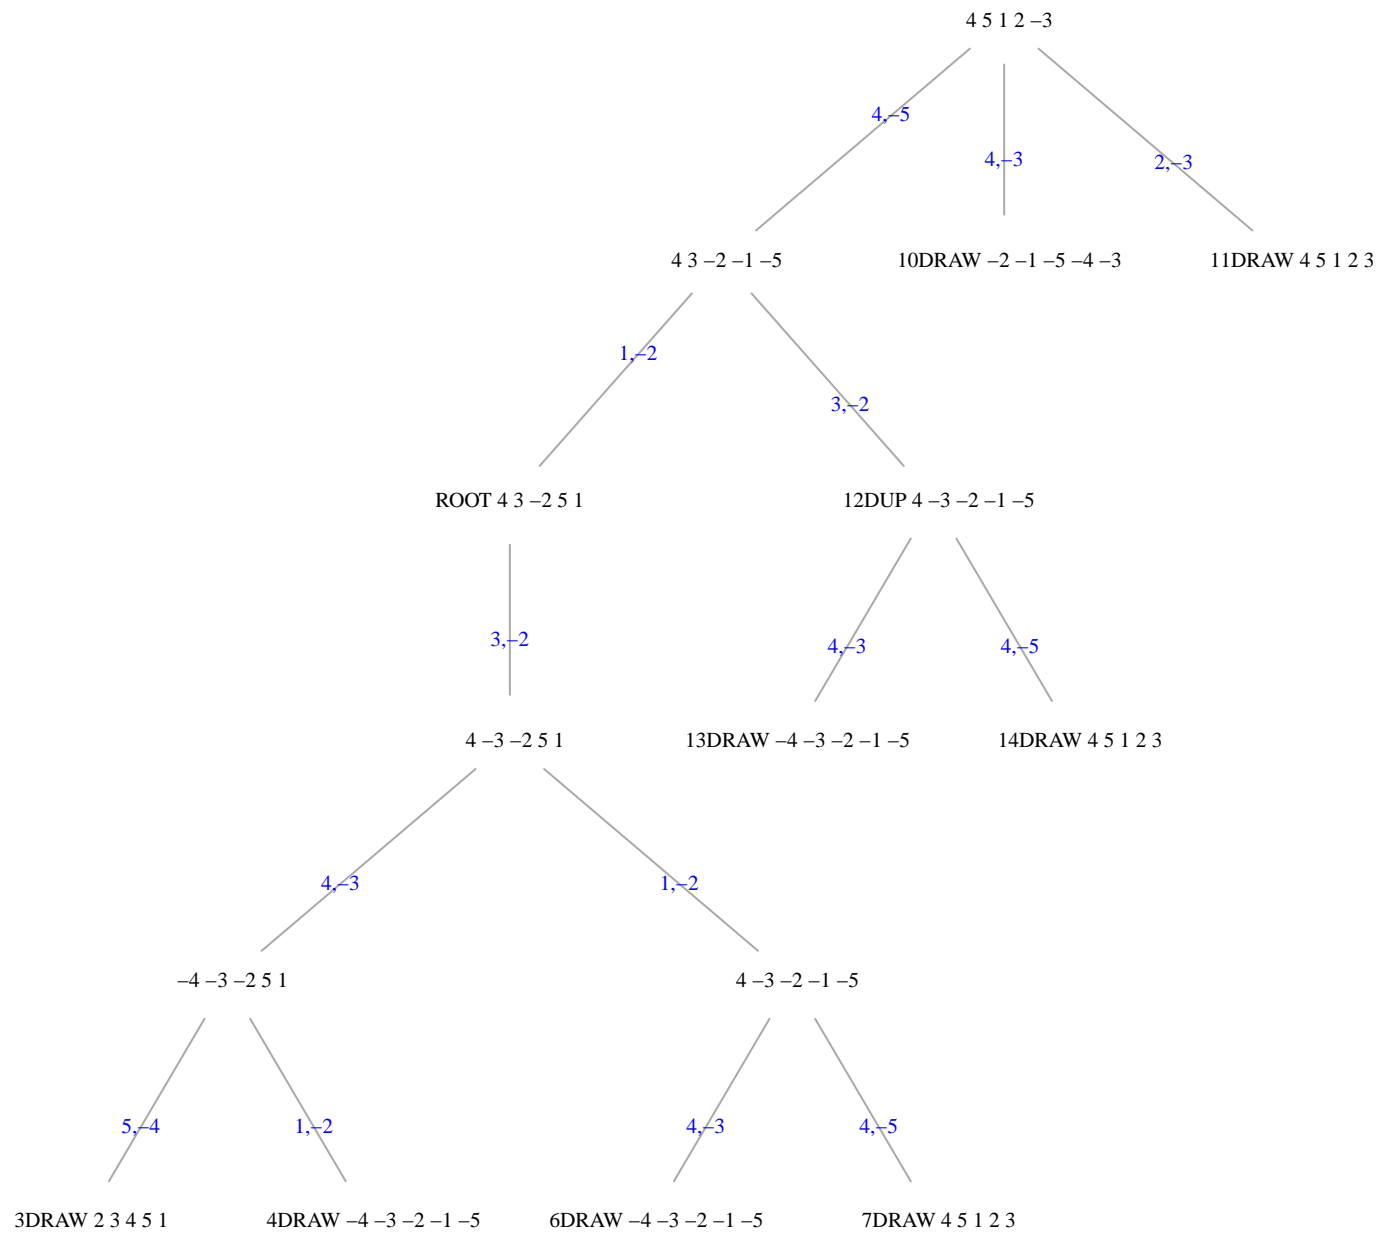 4 5 1 2 –3
4,–5
4,–3
2,–3
4 3 –2 –1 –5
10DRAW –2 –1 –5 –4 –3
11DRAW 4 5 1 2 3
1,–2
3,–2
ROOT 4 3 –2 5 1
12DUP 4 –3 –2 –1 –5
3,–2
4,–3
4,–5
4 –3 –2 5 1
13DRAW –4 –3 –2 –1 –5
14DRAW 4 5 1 2 3
4,–3
1,–2
–4 –3 –2 5 1
4 –3 –2 –1 –5
5,–4
1,–2
4,–3
4,–5
3DRAW 2 3 4 5 1
4DRAW –4 –3 –2 –1 –5
6DRAW –4 –3 –2 –1 –5
7DRAW 4 5 1 2 3